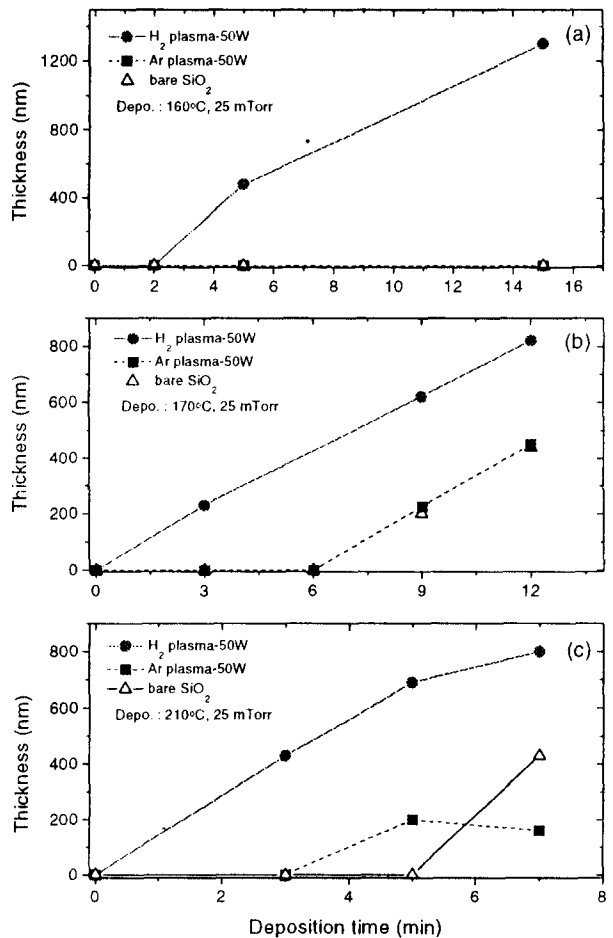 (a)
H₂ plasma-50W
Ar plasma-50W
bare SiO₂
Depo. : 160ºC, 25 mTorr
Thickness (nm)
1200
800
400
0
0 2 4 6 8 10 12 14 16
(b)
H₂ plasma-50W
Ar plasma-50W
bare SiO₂
Depo. : 170ºC, 25 mTorr
Thickness (nm)
800
600
400
200
0
0 3 6 9 12
(c)
H₂ plasma-50W
Ar plasma-50W
bare SiO₂
Depo. : 210ºC, 25 mTorr
Thickness (nm)
800
600
400
200
0
0 2 4 6 8
Deposition time (min)